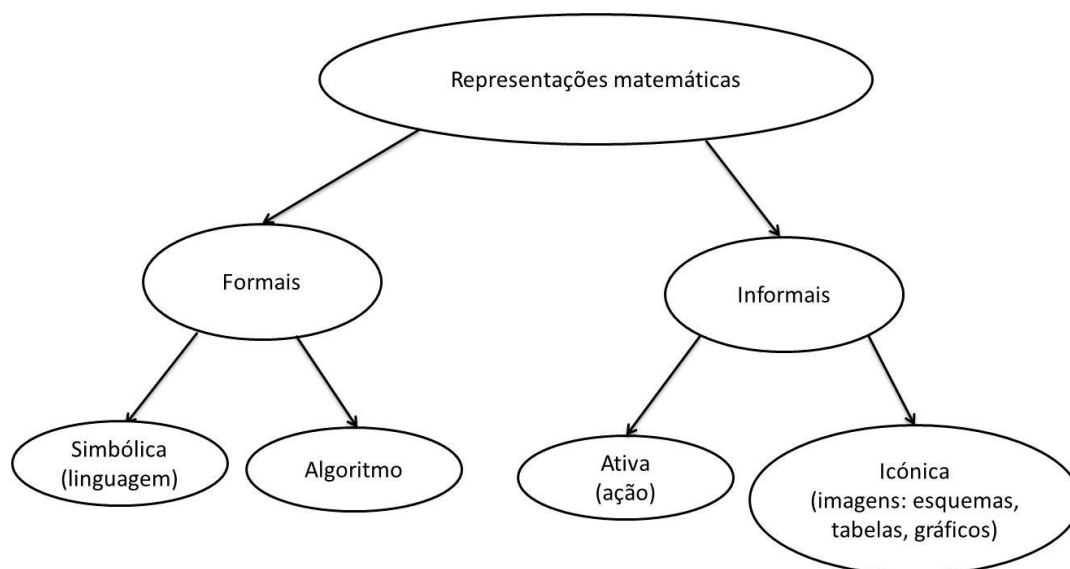 Representações matemáticas
Formais
Informais
Simbólica
(linguagem)
Algoritmo
Ativa
(ação)
Icónica
(imagens: esquemas,
tabelas, gráficos)